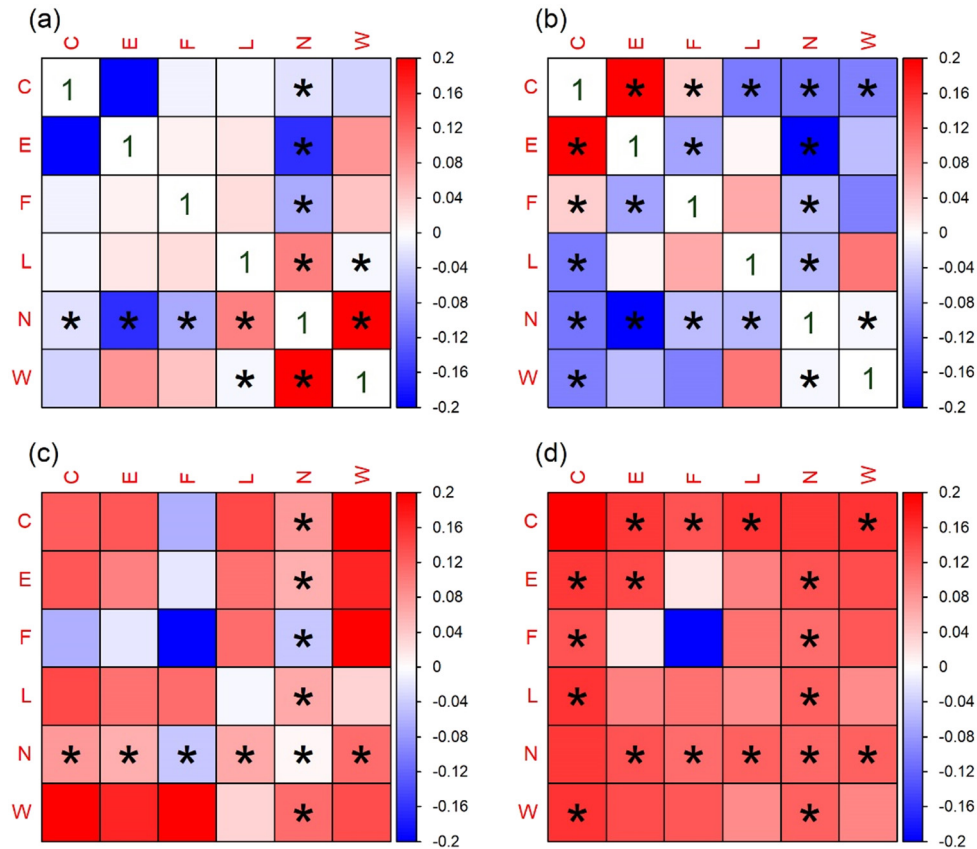 (a)
C E F L N W
C 1 *
E 1 *
F 1 *
L 1 * *
N * * * * 1 *
W * * 1
0.2
0.16
0.12
0.08
0.04
0
-0.04
-0.08
-0.12
-0.16
-0.2
(b)
C E F L N W
C 1 * * * * *
E * 1 * *
F * * 1 *
L * 1 *
N * * * * 1 *
W * * 1
0.2
0.16
0.12
0.08
0.04
0
-0.04
-0.08
-0.12
-0.16
-0.2
(c)
C E F L N W
C *
E *
F *
L *
N * * * * * *
W *
0.2
0.16
0.12
0.08
0.04
0
-0.04
-0.08
-0.12
-0.16
-0.2
(d)
C E F L N W
C * * * *
E * * *
F * *
L * *
N * * * * *
W * *
0.2
0.16
0.12
0.08
0.04
0
-0.04
-0.08
-0.12
-0.16
-0.2